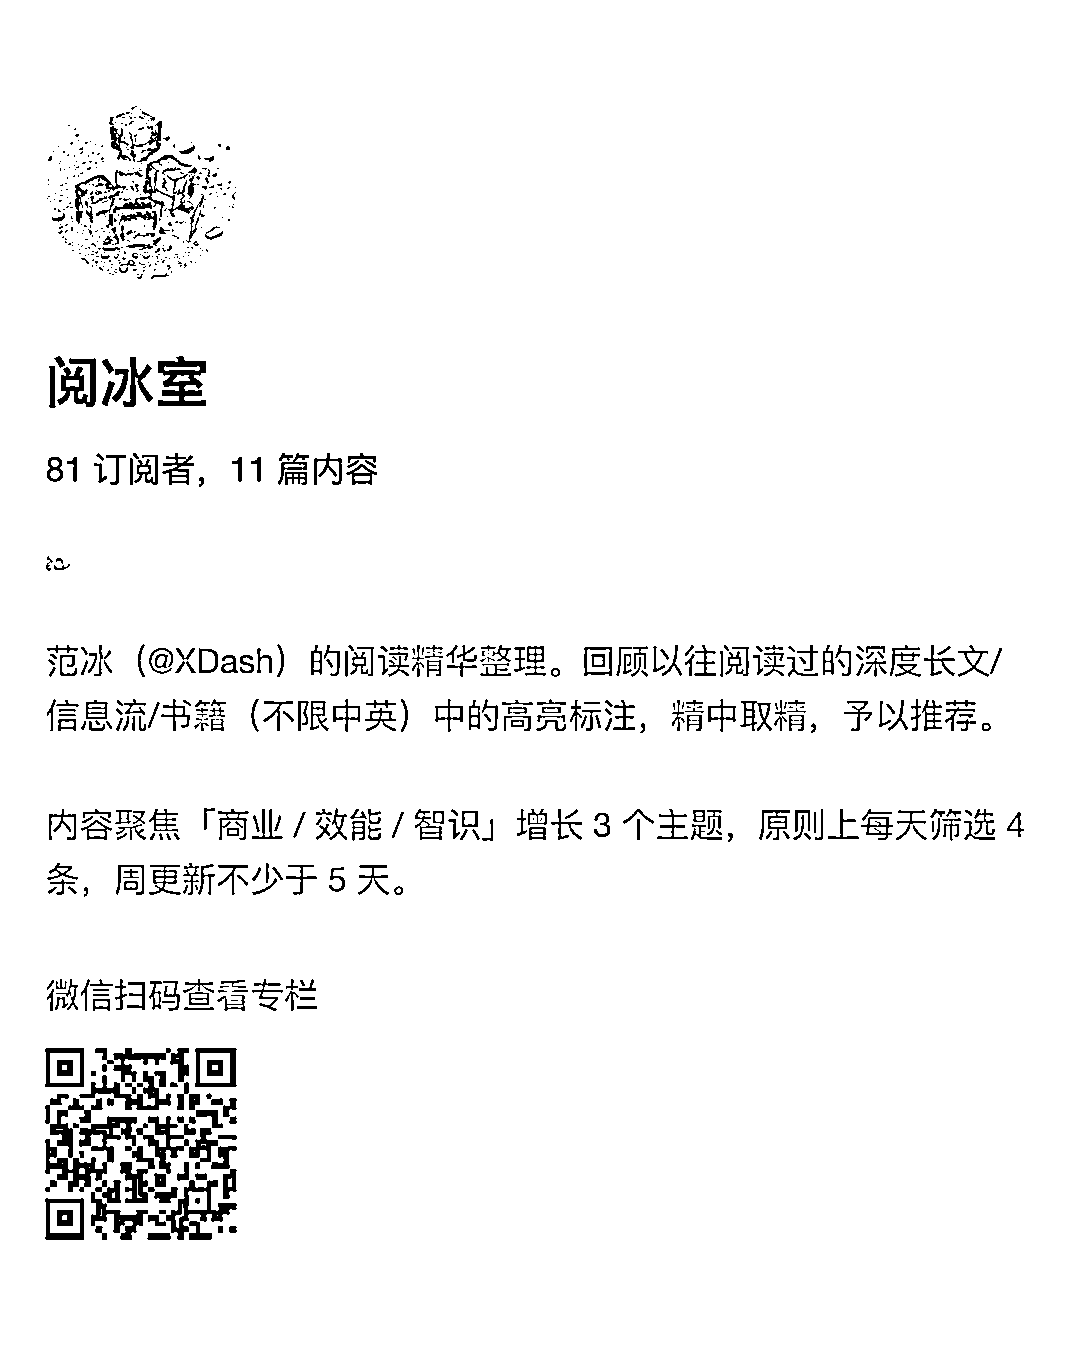 阅冰室
81 订阅者，11 篇内容
范冰（@XDash）的阅读精华整理。回顾以往阅读过的深度长文/
信息流/书籍（不限中英）中的高亮标注，精中取精，予以推荐。
内容聚焦「商业 / 效能 / 智识」增长 3 个主题，原则上每天筛选 4
条，周更新不少于 5 天。
微信扫码查看专栏